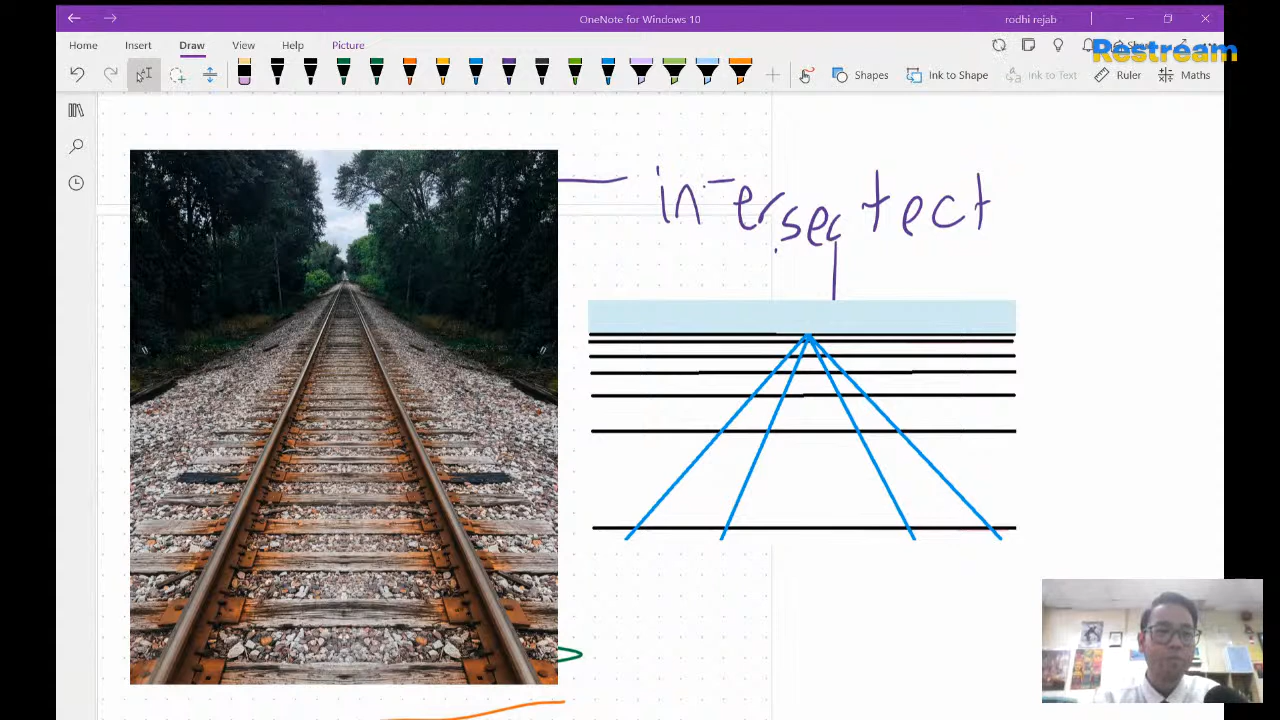 OneNote for Windows 10
rodhi rejab
Home Insert Draw View Help Picture
Restream
Shapes Ink to Shape Ink to Text Ruler Maths
intersectect